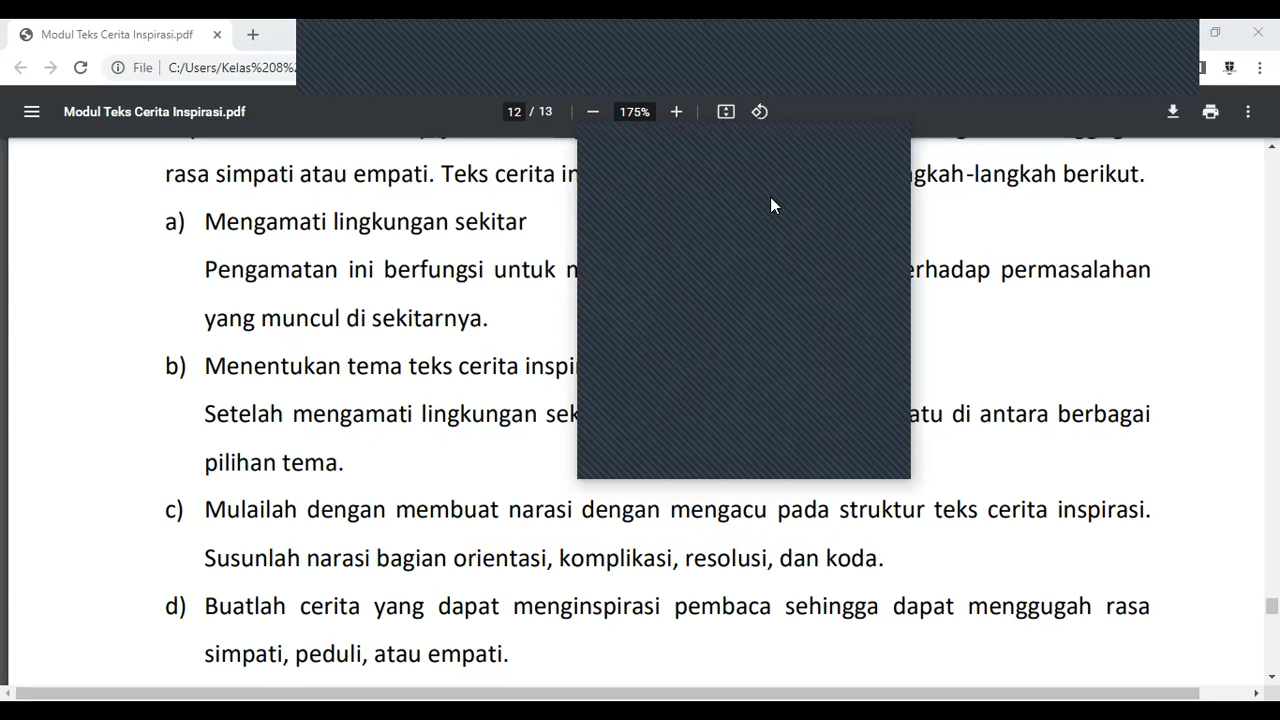 Modul Teks Cerita Inspirasi.pdf
File
C:/Users/Kelas%208%2
Modul Teks Cerita Inspirasi.pdf
12 / 13
175%
rasa simpati atau empati. Teks cerita in gkah-langkah berikut.
a) Mengamati lingkungan sekitar
Pengamatan ini berfungsi untuk m erhadap permasalahan
yang muncul di sekitarnya.
b) Menentukan tema teks cerita inspi
Setelah mengamati lingkungan sek atu di antara berbagai
pilihan tema.
c) Mulailah dengan membuat narasi dengan mengacu pada struktur teks cerita inspirasi.
Susunlah narasi bagian orientasi, komplikasi, resolusi, dan koda.
d) Buatlah cerita yang dapat menginspirasi pembaca sehingga dapat menggugah rasa
simpati, peduli, atau empati.